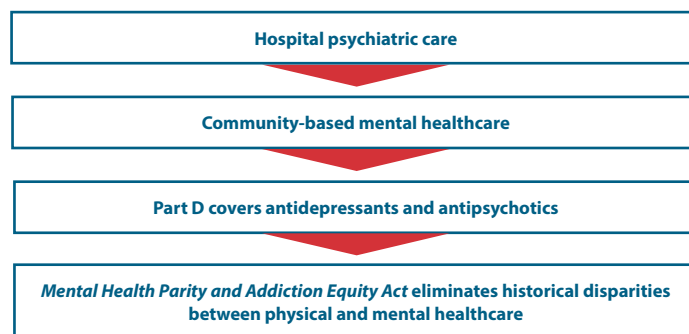 Hospital psychiatric care
Community-based mental healthcare
Part D covers antidepressants and antipsychotics
Mental Health Parity and Addiction Equity Act eliminates historical disparities
between physical and mental healthcare